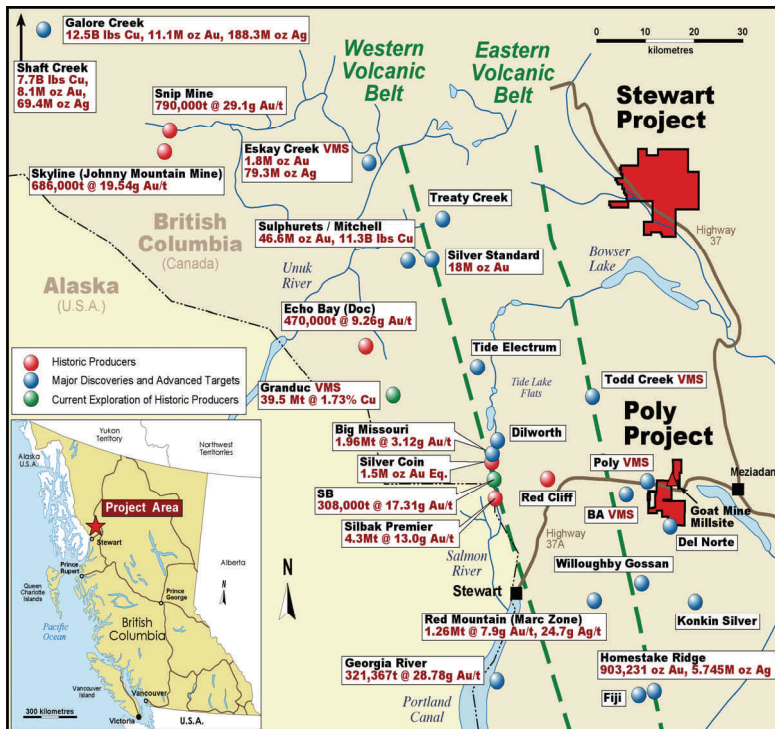 Galore Creek
12.5B lbs Cu, 11.1M oz Au, 188.3M oz Ag
Shaft Creek
7.7B lbs Cu,
8.1M oz Au,
69.4M oz Ag
Snip Mine
790,000t @ 29.1g Au/t
Skyline (Johnny Mountain Mine)
686,000t @ 19.54g Au/t
Western
Volcanic
Belt
Eastern
Volcanic
Belt
0 30
kilometres
Stewart
Project
Eskay Creek VMS
1.8M oz Au
79.3M oz Ag
Treaty Creek
British
Columbia
(Canada)
Alaska
(U.S.A.)
Sulphurets / Mitchell
46.6M oz Au, 11.3B lbs Cu
Silver Standard
18M oz Au
Unuk
River
Bowser
Lake
Highway
37
Echo Bay (Doc)
470,000t @ 9.26g Au/t
Tide Electrum
Tide Lake
Flats
Todd Creek VMS
Historic Producers
Major Discoveries and Advanced Targets
Current Exploration of Historic Producers
Granduc VMS
39.5 Mt @ 1.73% Cu
Big Missouri
1.96Mt @ 3.12g Au/t
Dilworth
Silver Coin
1.5M oz Au Eq.
SB
308,000t @ 17.31g Au/t
Silbak Premier
4.3Mt @ 13.0g Au/t
Red Cliff
Poly
Project
Poly VMS
BA VMS
Meziadan
Goat Mine
Millsite
Del Norte
Highway
37A
Salmon
River
Stewart
Willoughby Gossan
Red Mountain (Marc Zone)
1.26Mt @ 7.9g Au/t, 24.7g Ag/t
Konkin Silver
Georgia River
321,367t @ 28.78g Au/t
Homestake Ridge
903,231 oz Au, 5.745M oz Ag
Fiji
Portland
Canal
N
Yukon
Territory
Northwest
Territories
Alaska
U.S.A.
Project Area
Stewart
Prince
Rupert
Queen
Charlotte
Islands
Prince
George
Alberta
N
Pacific
Ocean
British
Columbia
Vancouver
Island
Vancouver
Victoria
U.S.A.
300 kilometres